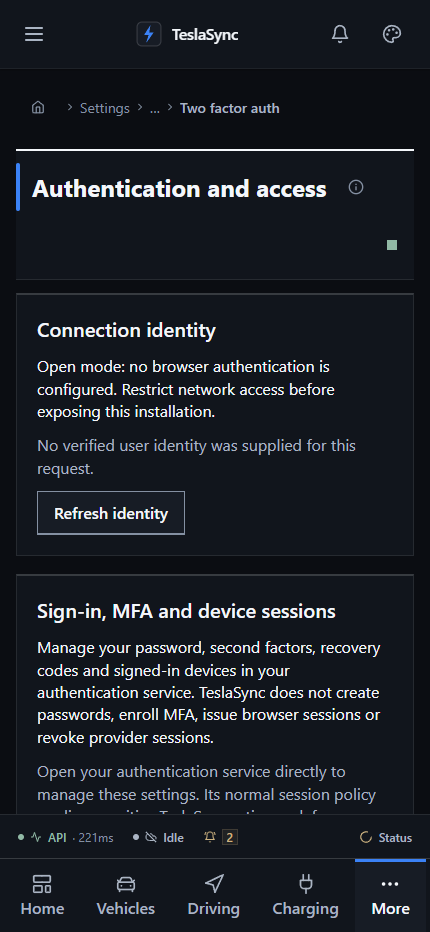 TeslaSync
Settings
...
Two factor auth
Authentication and access
Connection identity
Open mode: no browser authentication is
configured. Restrict network access before
exposing this installation.
No verified user identity was supplied for this
request.
Refresh identity
Sign-in, MFA and device sessions
Manage your password, second factors, recovery
codes and signed-in devices in your
authentication service. TeslaSync does not create
passwords, enroll MFA, issue browser sessions or
revoke provider sessions.
Open your authentication service directly to
manage these settings. Its normal session policy
API · 221ms
Idle
2
Status
Home
Vehicles
Driving
Charging
More